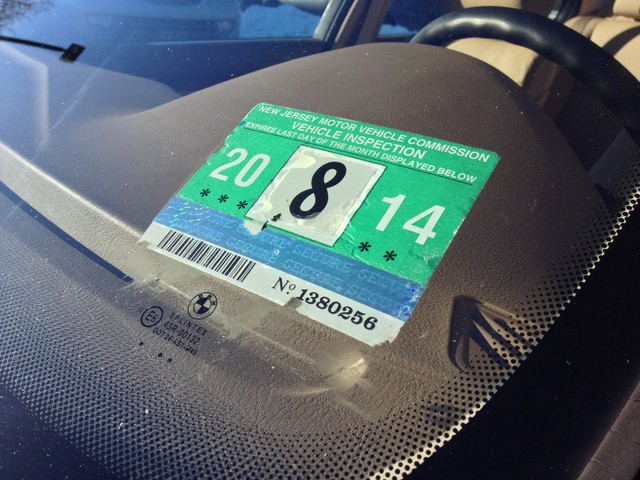 NEW JERSEY MOTOR VEHICLE COMMISSION
VEHICLE INSPECTION
EXPIRES LAST DAY OF THE MONTH DISPLAYED BELOW
20 8 14
* * * * *
Nº 1380256
SPLINTEX